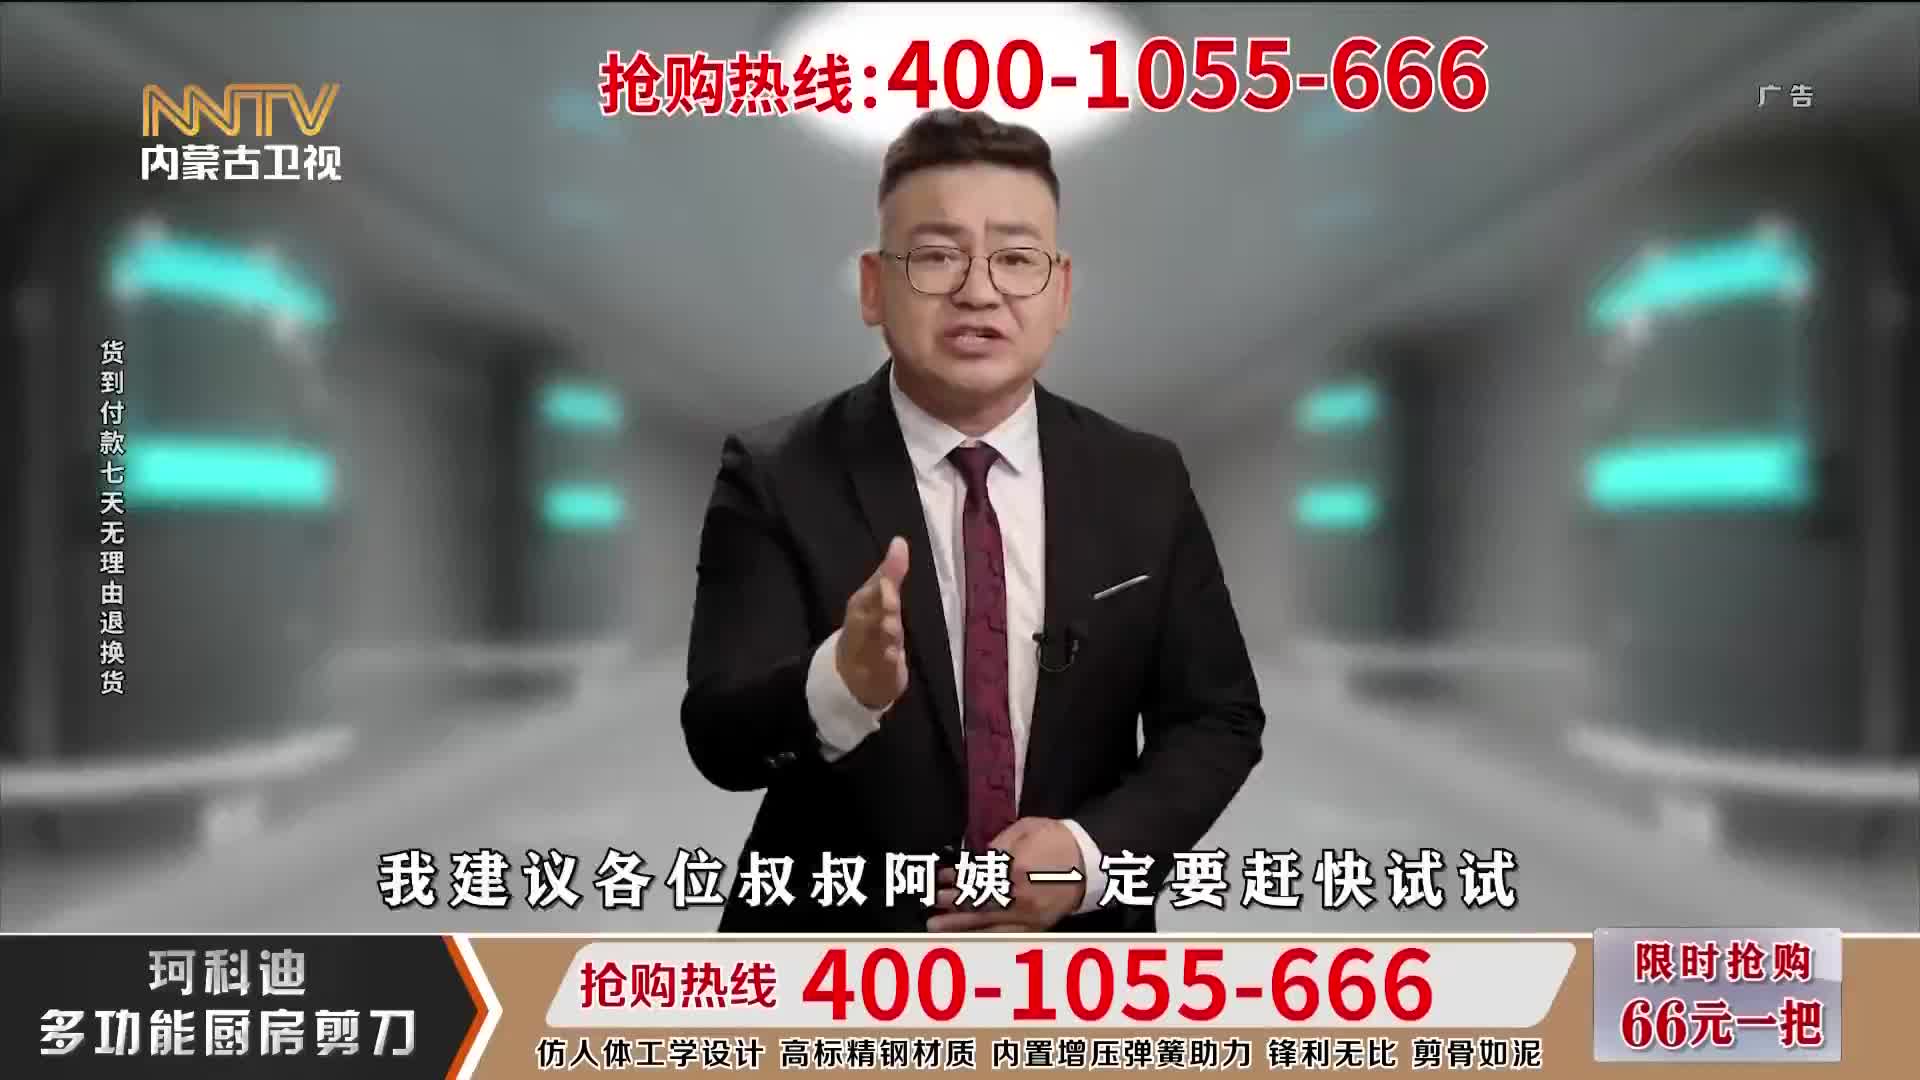 抢购热线:400-1055-666
NNTV
内蒙古卫视
广告
货到付款七天无理由退换货
我建议各位叔叔阿姨一定要赶快试试
珂科迪
多功能厨房剪刀
抢购热线 400-1055-666
仿人体工学设计 高标精钢材质 内置增压弹簧助力 锋利无比 剪骨如泥
限时抢购
66元一把